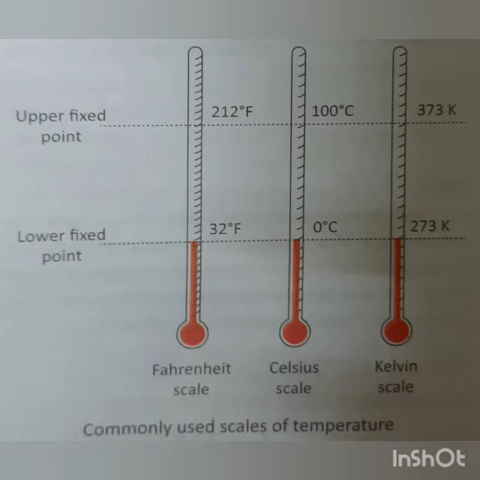 Upper fixed
point
212°F
100°C
373 K
Lower fixed
point
32°F
0°C
273 K
Fahrenheit
scale
Celsius
scale
Kelvin
scale
Commonly used scales of temperature
InShOt